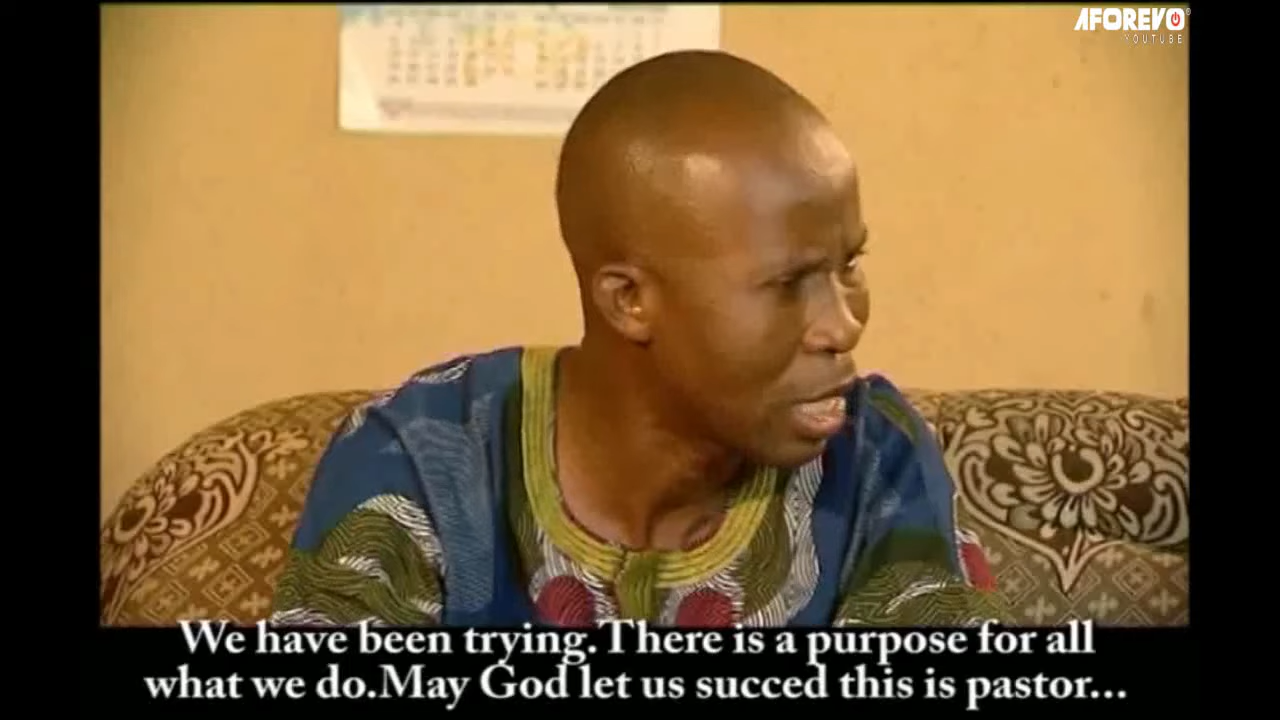 AFOREVO
YOUTUBE
We have been trying.There is a purpose for all
what we do.May God let us succed this is pastor...